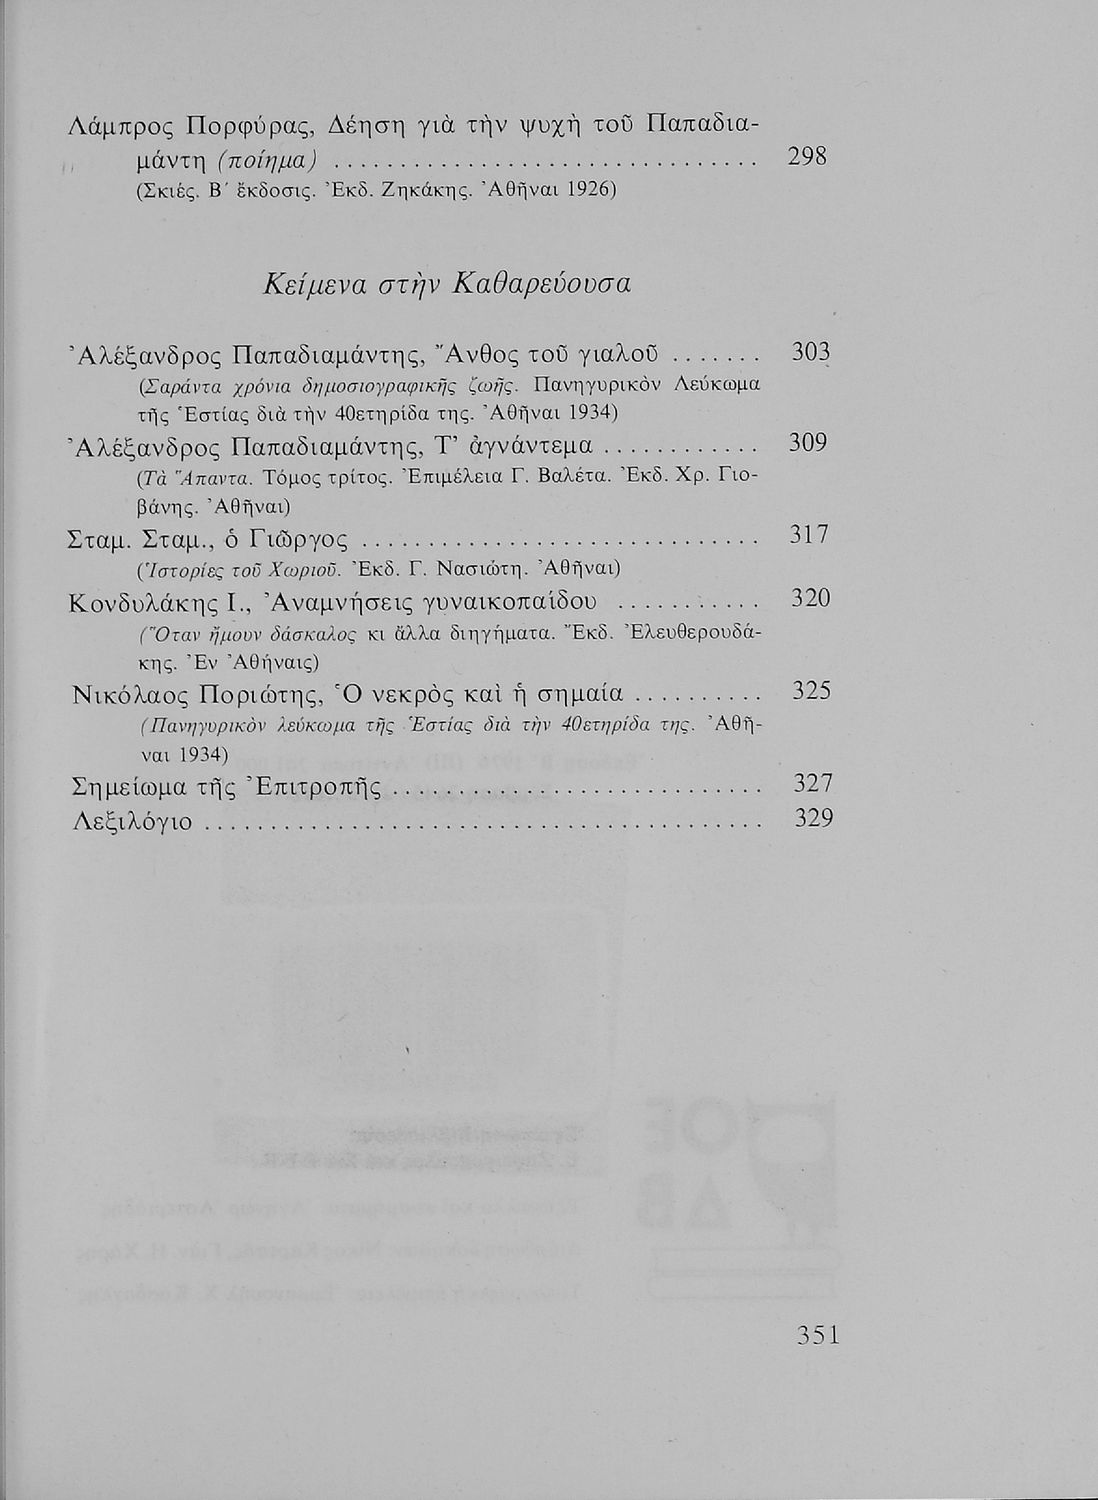 Λάμπρος Πορφύρας, Δέηση γιὰ τὴν ψυχὴ τοῦ Παπαδια-
μάντη (ποίημα) ................................ 298
(Σκιές. Β΄ ἔκδοσις. Ἐκδ. Ζηκάκης. Ἀθῆναι 1926)
Κείμενα στὴν Καθαρεύουσα
Ἀλέξανδρος Παπαδιαμάντης, Ἄνθος τοῦ γιαλοῦ ....... 303
(Σαράντα χρόνια δημοσιογραφικῆς ζωῆς. Πανηγυρικὸν Λεύκωμα
τῆς Ἑστίας διὰ τὴν 40ετηρίδα της. Ἀθῆναι 1934)
Ἀλέξανδρος Παπαδιαμάντης, Τ' ἀγνάντεμα ............ 309
(Τὰ Ἅπαντα. Τόμος τρίτος. Ἐπιμέλεια Γ. Βαλέτα. Ἐκδ. Χρ. Γιο-
βάνης. Ἀθῆναι)
Σταμ. Σταμ., ὁ Γιῶργος .............................. 317
(Ἱστορίες τοῦ Χωριοῦ. Ἐκδ. Γ. Νασιώτη. Ἀθῆναι)
Κονδυλάκης Ι., Ἀναμνήσεις γυναικοπαίδου ........... 320
(Ὅταν ἤμουν δάσκαλος κι ἄλλα διηγήματα. Ἔκδ. Ἐλευθερουδά-
κης. Ἐν Ἀθήναις)
Νικόλαος Ποριώτης, Ὁ νεκρὸς καὶ ἡ σημαία .......... 325
(Πανηγυρικὸν λεύκωμα τῆς Ἑστίας διὰ τὴν 40ετηρίδα της. Ἀθῆ-
ναι 1934)
Σημείωμα τῆς Ἐπιτροπῆς ............................ 327
Λεξιλόγιο .......................................... 329
351